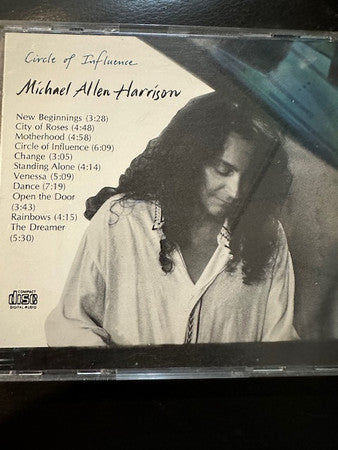 Circle of Influence
Michael Allen Harrison
New Beginnings (3:28)
City of Roses (4:48)
Motherhood (4:58)
Circle of Influence (6:09)
Change (3:05)
Standing Alone (4:14)
Venessa (5:09)
Dance (7:19)
Open the Door
(3:43)
Rainbows (4:15)
The Dreamer
(5:30)
COMPACT
disc
DIGITAL AUDIO